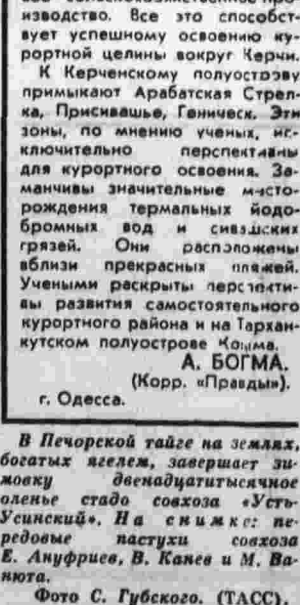 изводство. Все это способст-
вует успешному освоению ку-
рортной целины вокруг Керчи.
К Керченскому полуострову
примыкают Арабатская Стрел-
ка, Присивашье, Геническ. Эти
зоны, по мнению ученых, ис-
ключительно перспективны
для курортного освоения. За-
манчивы значительные место-
рождения термальных йодо-
бромных вод и сивашских
грязей. Они расположены
вблизи прекрасных пляжей.
Учеными раскрыты перспекти-
вы развития самостоятельного
курортного района и на Тархан-
кутском полуострове Крыма.
А. БОГМА.
(Корр. «Правды»).
г. Одесса.
В Печорской тайге на землях,
богатых ягелем, завершает зи-
мовку двенадцатитысячное
оленье стадо совхоза «Усть-
Усинский». На снимке: пе-
редовые пастухи совхоза
Е. Ануфриев, В. Канев и М. Ва-
нюта.
Фото С. Губского. (ТАСС).